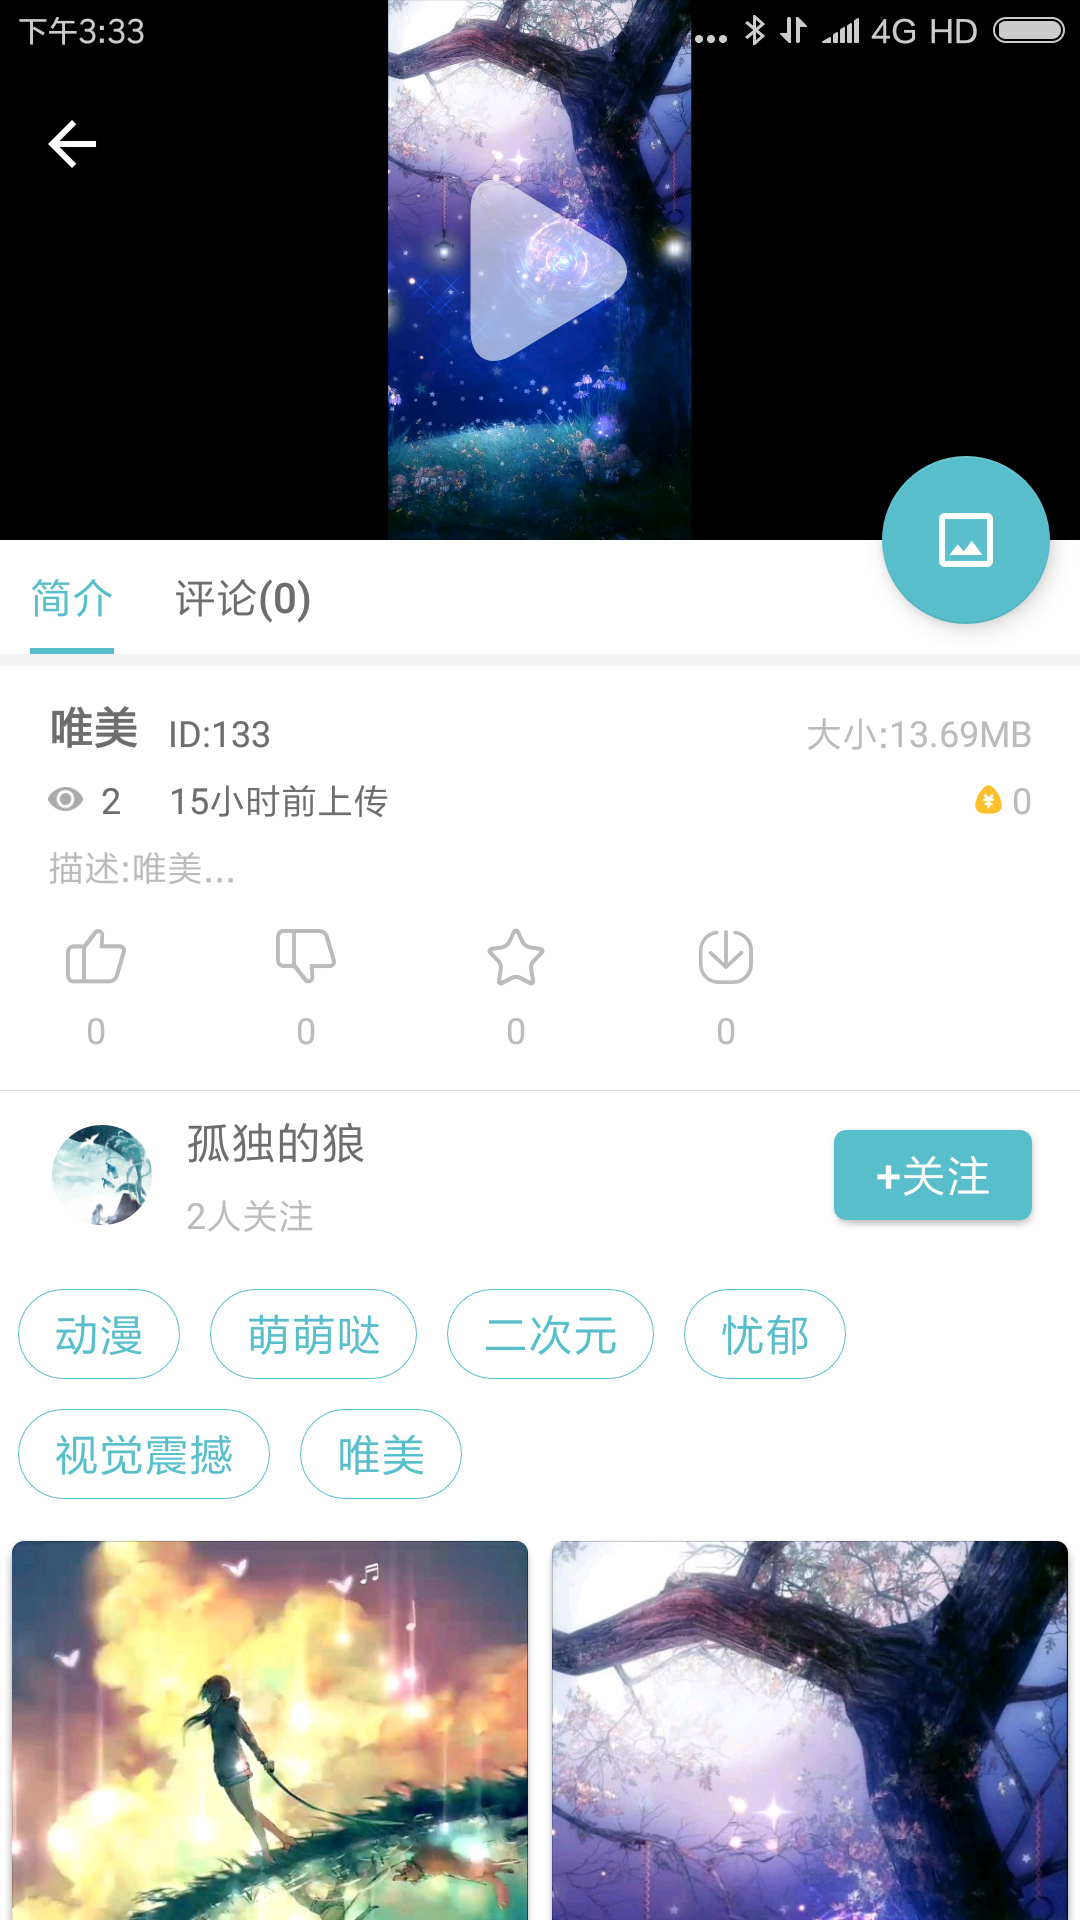 下午3:33 ... 4G HD
简介 评论(0)
唯美 ID:133 大小:13.69MB
2 15小时前上传 ¥ 0
描述:唯美...
0 0 0 0
孤独的狼
+关注
2人关注
动漫 萌萌哒 二次元 忧郁
视觉震撼 唯美